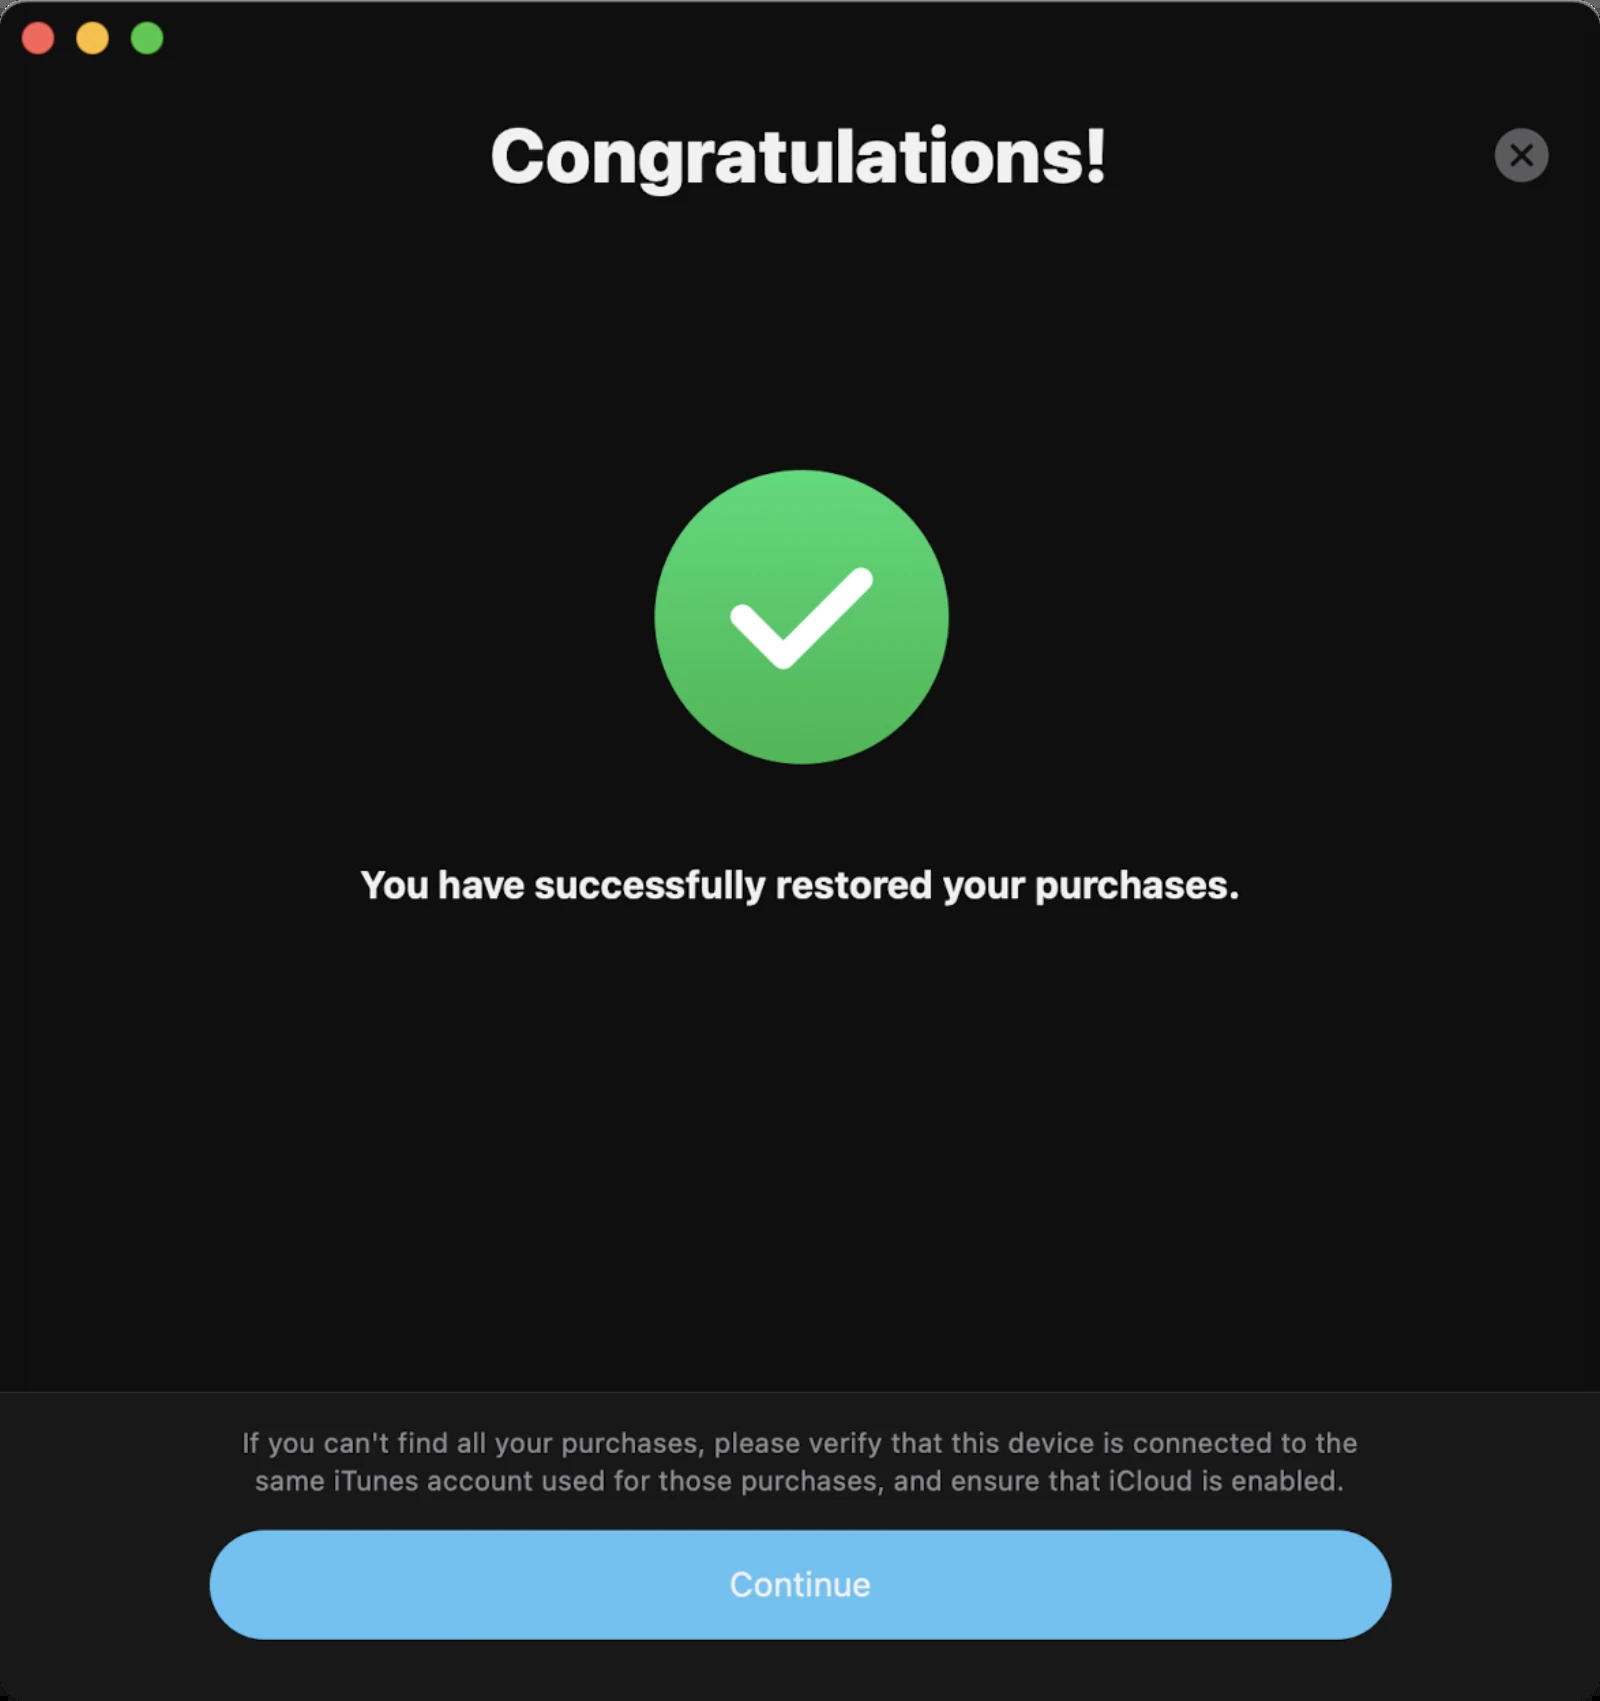 Congratulations!
You have successfully restored your purchases.
If you can't find all your purchases, please verify that this device is connected to the
same iTunes account used for those purchases, and ensure that iCloud is enabled.
Continue